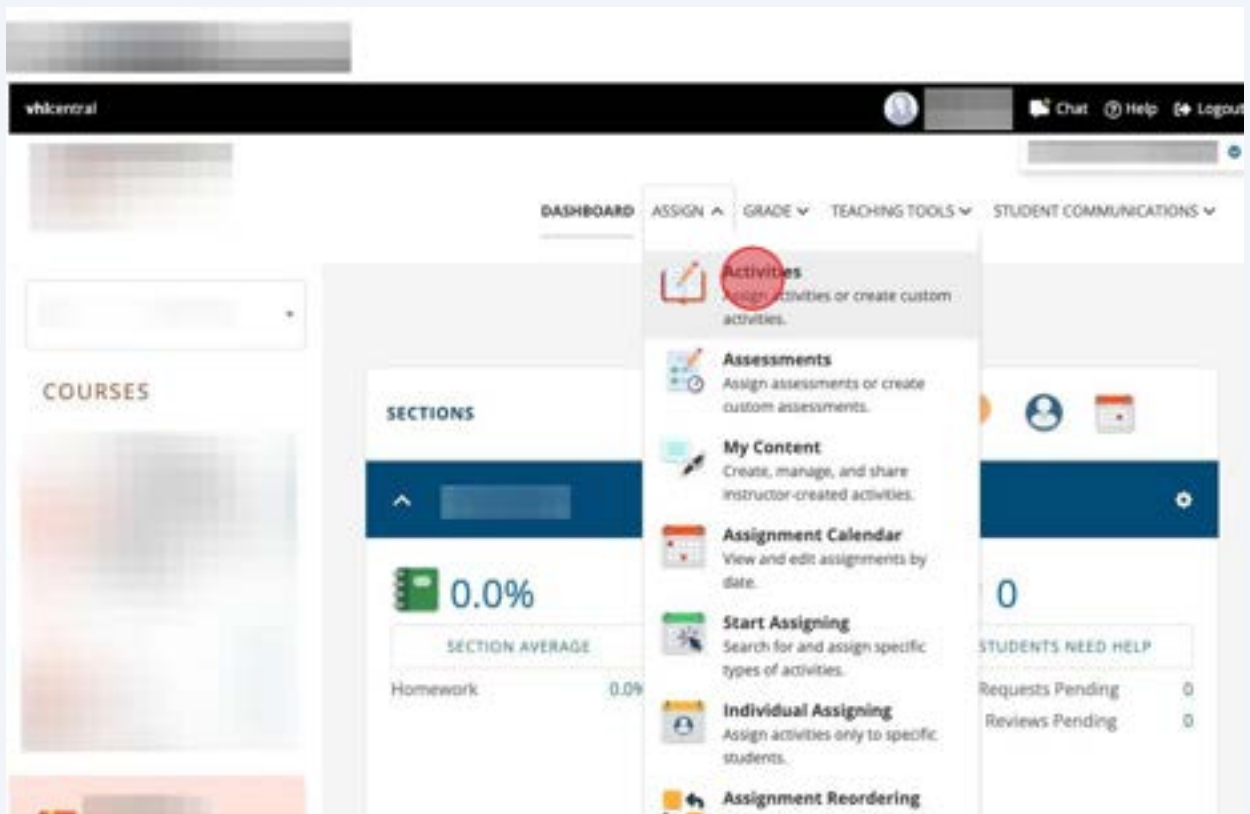 vhlcentral
Chat Help Logout
DASHBOARD ASSIGN GRADE TEACHING TOOLS STUDENT COMMUNICATIONS
Activities
Assign activities or create custom
activities.
COURSES
Assessments
Assign assessments or create
custom assessments.
SECTIONS
My Content
Create, manage, and share
instructor-created activities.
Assignment Calendar
View and edit assignments by
date.
0.0%
0
Start Assigning
Search for and assign specific
types of activities.
SECTION AVERAGE
STUDENTS NEED HELP
Homework 0.0%
Requests Pending 0
Reviews Pending 0
Individual Assigning
Assign activities only to specific
students.
Assignment Reordering